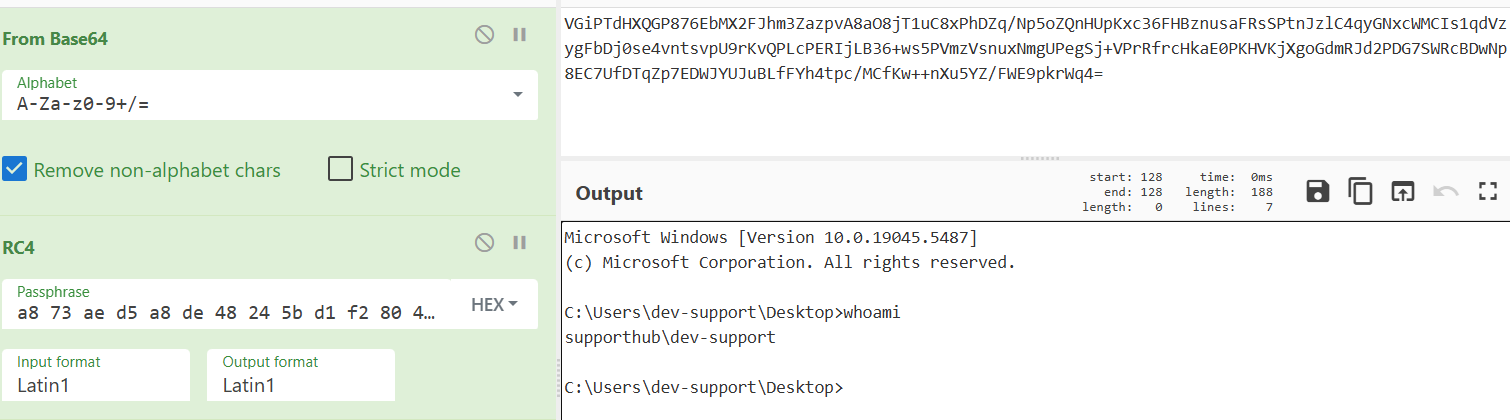 From Base64
Alphabet
A-Za-z0-9+/=
Remove non-alphabet chars
Strict mode
RC4
Passphrase
a8 73 ae d5 a8 de 48 24 5b d1 f2 80 4…
HEX
Input format
Latin1
Output format
Latin1
VGiPTdHXQGP876EbMX2FJhm3ZazpvA8aO8jT1uC8xPhDZq/Np5oZQnHUpKxc36FHBznusaFRsSPtnJzlC4qyGNxcWMCIs1qdVz
ygFbDj0se4vntsvpU9rKvQPLcPERIjLB36+ws5PVmzVsnuxNmgUPegSj+VPrRfrcHkaE0PKHVKjXgoGdmRJd2PDG7SWRcBDwNp
8EC7UfDTqZp7EDWJYUJuBLfFYh4tpc/MCfKw++nXu5YZ/FWE9pkrWq4=
Output
start: 128
end: 128
length: 0
time: 0ms
length: 188
lines: 7
Microsoft Windows [Version 10.0.19045.5487]
(c) Microsoft Corporation. All rights reserved.
C:\Users\dev-support\Desktop>whoami
supporthub\dev-support
C:\Users\dev-support\Desktop>